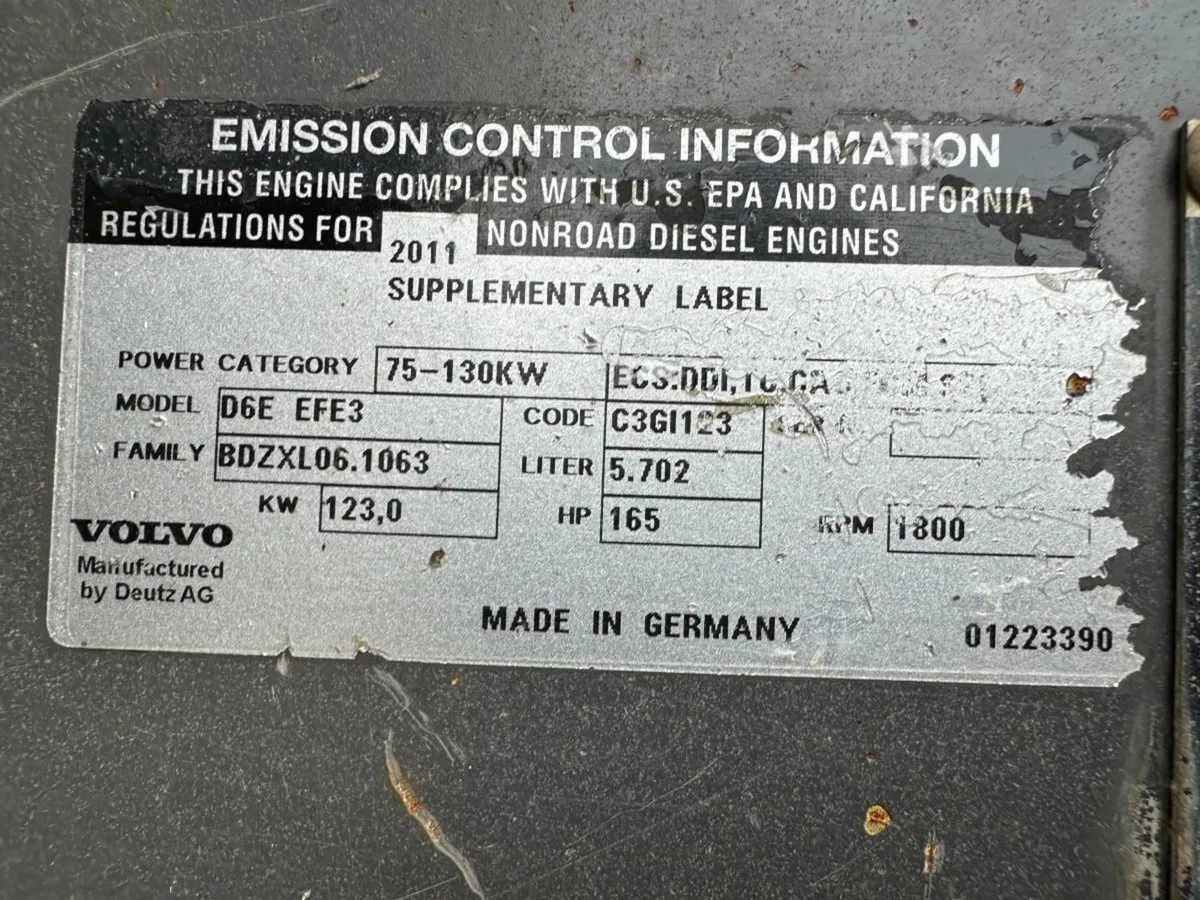 EMISSION CONTROL INFORMATION
THIS ENGINE COMPLIES WITH U.S. EPA AND CALIFORNIA
REGULATIONS FOR 2011 NONROAD DIESEL ENGINES
SUPPLEMENTARY LABEL
POWER CATEGORY 75-130KW ECS:DDI,
MODEL D6E EFE3 CODE C3GI123
FAMILY BDZXL06.1063 LITER 5.702
KW 123,0 HP 165 RPM 1800
VOLVO
Manufactured
by Deutz AG
MADE IN GERMANY 01223390